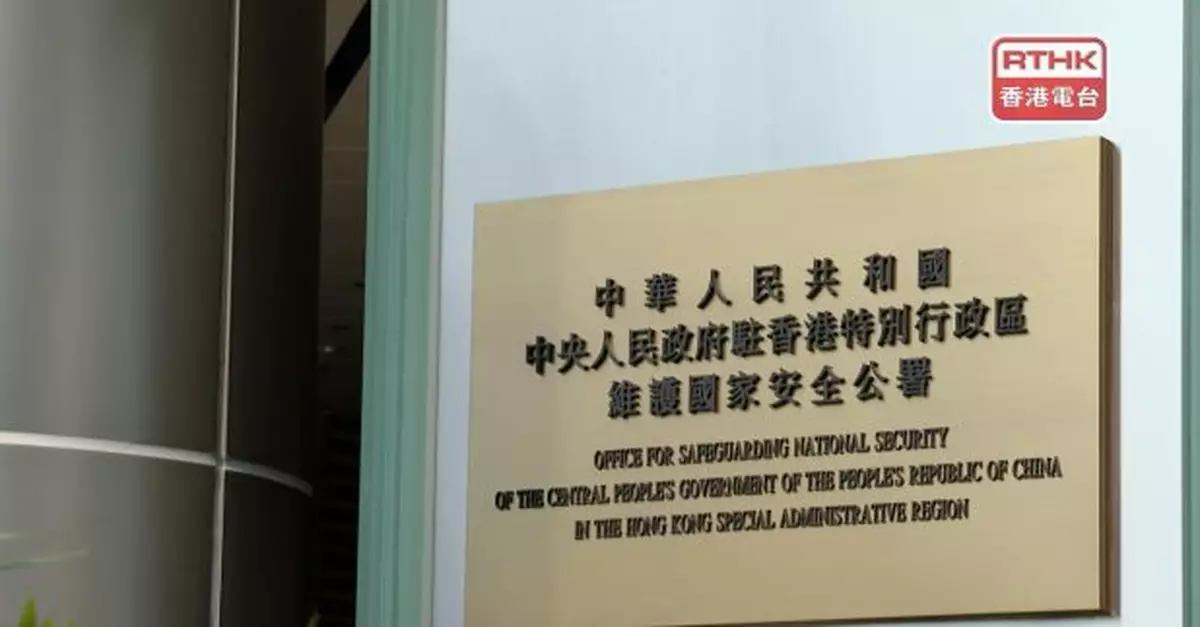 RTHK
香港電台
中華人民共和國
中央人民政府駐香港特別行政區
維護國家安全公署
OFFICE FOR SAFEGUARDING NATIONAL SECURITY
OF THE CENTRAL PEOPLE'S GOVERNMENT OF THE PEOPLE'S REPUBLIC OF CHINA
IN THE HONG KONG SPECIAL ADMINISTRATIVE REGION